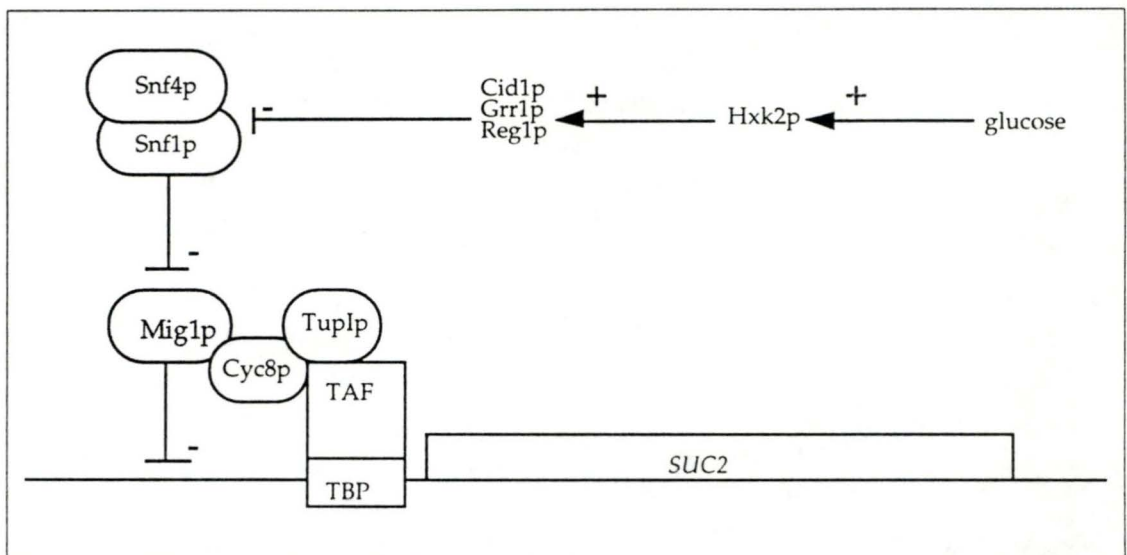 Snf4p
Snf1p
-
Cid1p
Grr1p
Reg1p
+
Hxk2p
+
glucose
-
Mig1p
Cyc8p
TupIp
TAF
-
TBP
SUC2